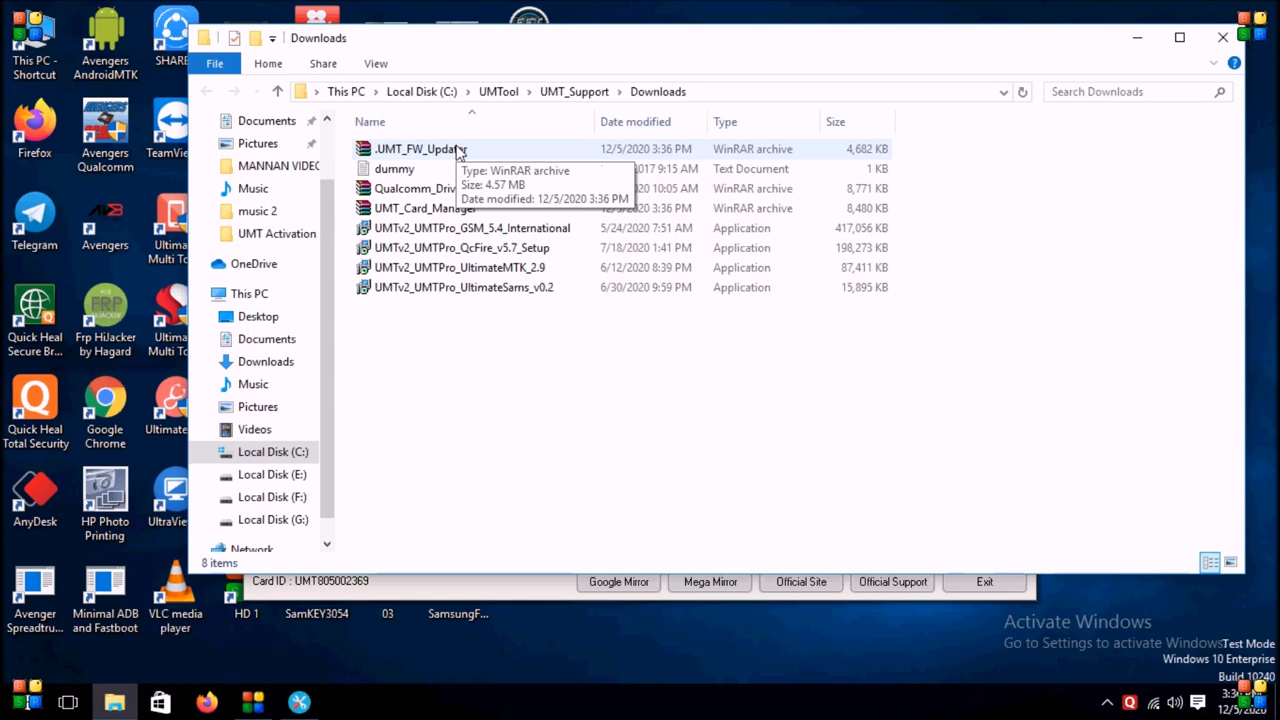 Downloads
File Home Share View
This PC Local Disk (C:) UMTool UMT_Support Downloads
Search Downloads
Name Date modified Type Size
.UMT_FW_Updater 12/5/2020 3:36 PM WinRAR archive 4,682 KB
dummy 2017 9:15 AM Text Document 1 KB
Qualcomm_Driv 10:05 AM WinRAR archive 8,771 KB
UMT_Card_Manager 3:36 PM WinRAR archive 8,480 KB
UMTv2_UMTPro_GSM_5.4_International 5/24/2020 7:51 AM Application 417,056 KB
UMTv2_UMTPro_QcFire_v5.7_Setup 7/18/2020 1:41 PM Application 198,273 KB
UMTv2_UMTPro_UltimateMTK_2.9 6/12/2020 8:39 PM Application 87,411 KB
UMTv2_UMTPro_UltimateSams_v0.2 6/30/2020 9:59 PM Application 15,895 KB
Type: WinRAR archive
Size: 4.57 MB
Date modified: 12/5/2020 3:36 PM
Documents
Pictures
MANNAN VIDEO
Music
music 2
UMT Activation
OneDrive
This PC
Desktop
Documents
Downloads
Music
Pictures
Videos
Local Disk (C:)
Local Disk (E:)
Local Disk (F:)
Local Disk (G:)
Network
8 items
Card ID : UMT805002369
Google Mirror Mega Mirror Official Site Official Support Exit
This PC -
Shortcut
Avengers
AndroidMTK
SHARE
Firefox
Avengers
Qualcomm
TeamView
Telegram
Avengers
Ultima
Multi To
Quick Heal
Secure Br...
Frp HiJacker
by Hagard
Ultima
Multi To
Quick Heal
Total Security
Google
Chrome
Ultimate
AnyDesk
HP Photo
Printing
UltraView
Avenger
Spreadtru...
Minimal ADB
and Fastboot
VLC media
player
HD 1
SamKEY3054
03
SamsungF...
Activate Windows
Go to Settings to activate Windows
Test Mode
Windows 10 Enterprise
Build 10240
12/5/2020